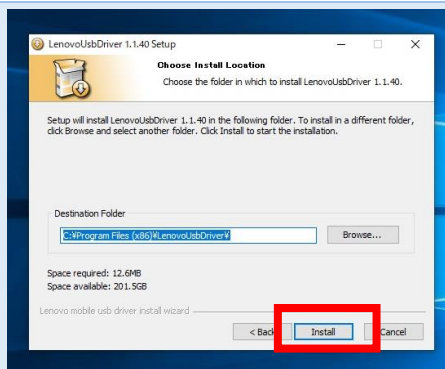 LenovoUsbDriver 1.1.40 Setup
Choose Install Location
Choose the folder in which to install LenovoUsbDriver 1.1.40.
Setup will install LenovoUsbDriver 1.1.40 in the following folder. To install in a different folder,
click Browse and select another folder. Click Install to start the installation.
Destination Folder
C:¥Program Files (x86)¥LenovoUsbDriver¥
Browse...
Space required: 12.6MB
Space available: 201.5GB
Lenovo mobile usb driver install wizard
< Back
Install
Cancel